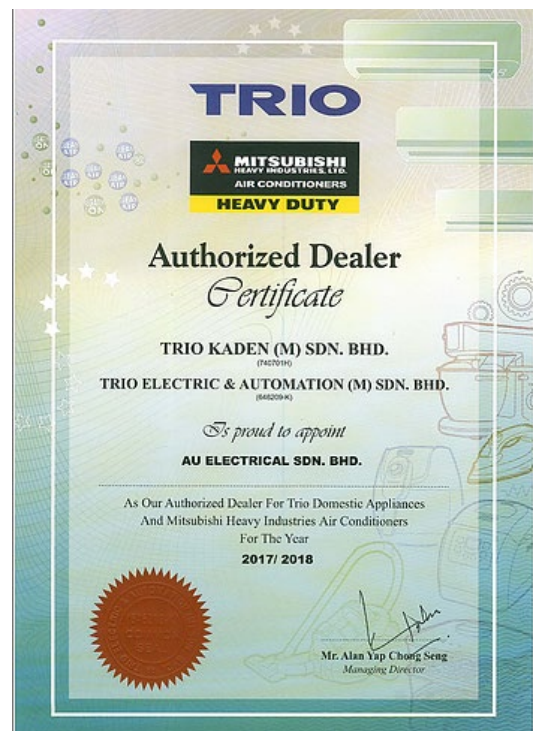 TRIO
MITSUBISHI
HEAVY INDUSTRIES, LTD.
AIR CONDITIONERS
HEAVY DUTY
Authorized Dealer
Certificate
TRIO KADEN (M) SDN. BHD.
(740701H)
TRIO ELECTRIC & AUTOMATION (M) SDN. BHD.
(646209-K)
Is proud to appoint
AU ELECTRICAL SDN. BHD.
As Our Authorized Dealer For Trio Domestic Appliances
And Mitsubishi Heavy Industries Air Conditioners
For The Year
2017/ 2018
Mr. Alan Yap Chong Seng
Managing Director